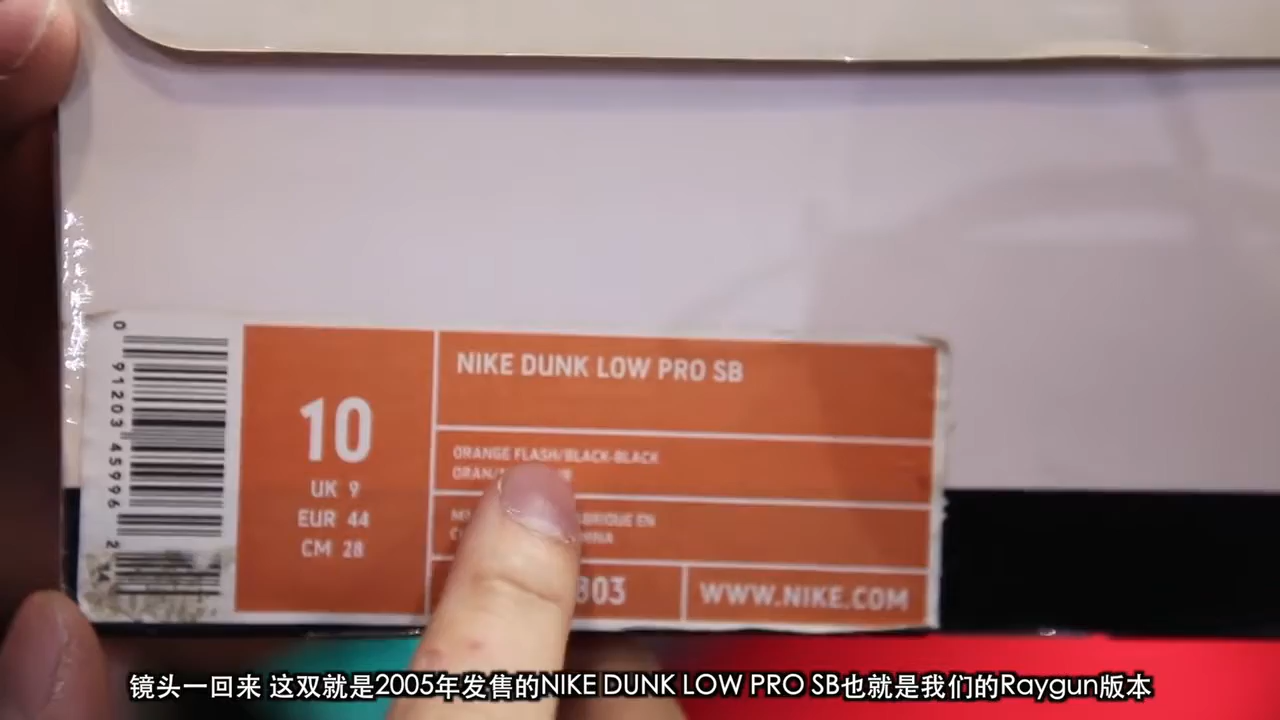 0 91203 45996 2
10
UK 9
EUR 44
CM 28
NIKE DUNK LOW PRO SB
ORANGE FLASH/BLACK-BLACK
803
WWW.NIKE.COM
镜头一回来 这双就是2005年发售的NIKE DUNK LOW PRO SB也就是我们的Raygun版本